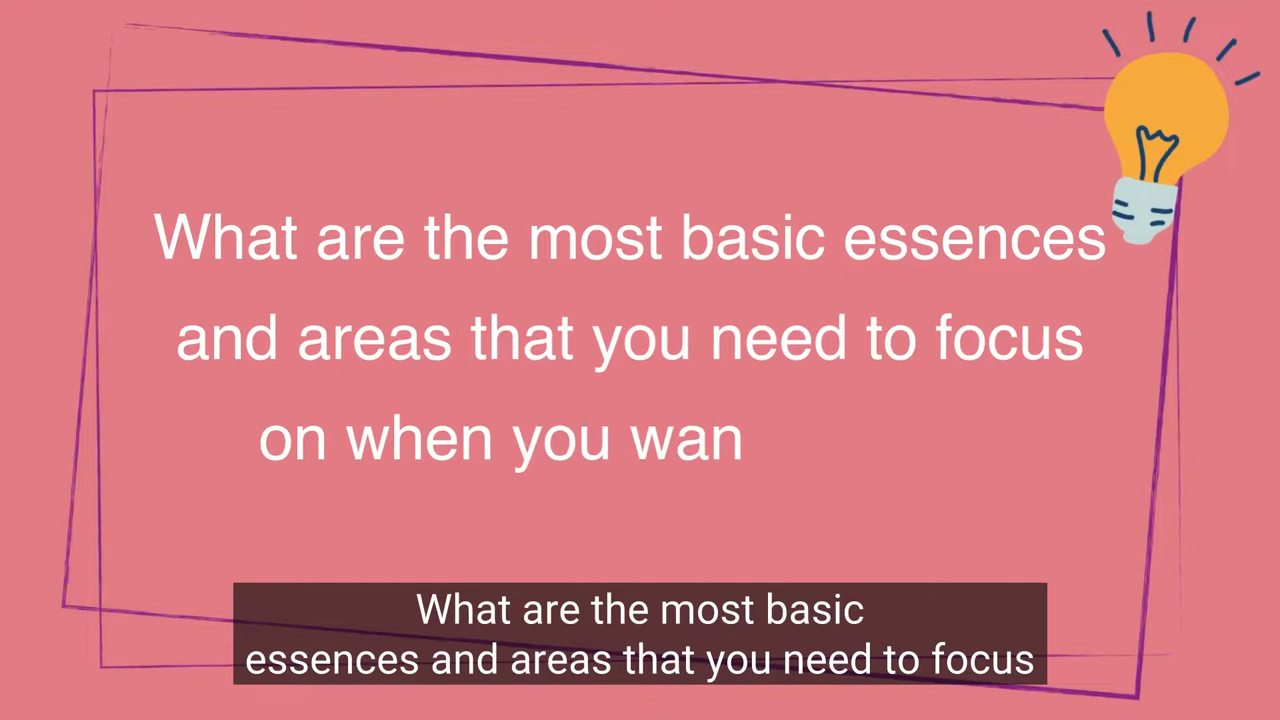 What are the most basic essences
and areas that you need to focus
on when you wan
What are the most basic
essences and areas that you need to focus